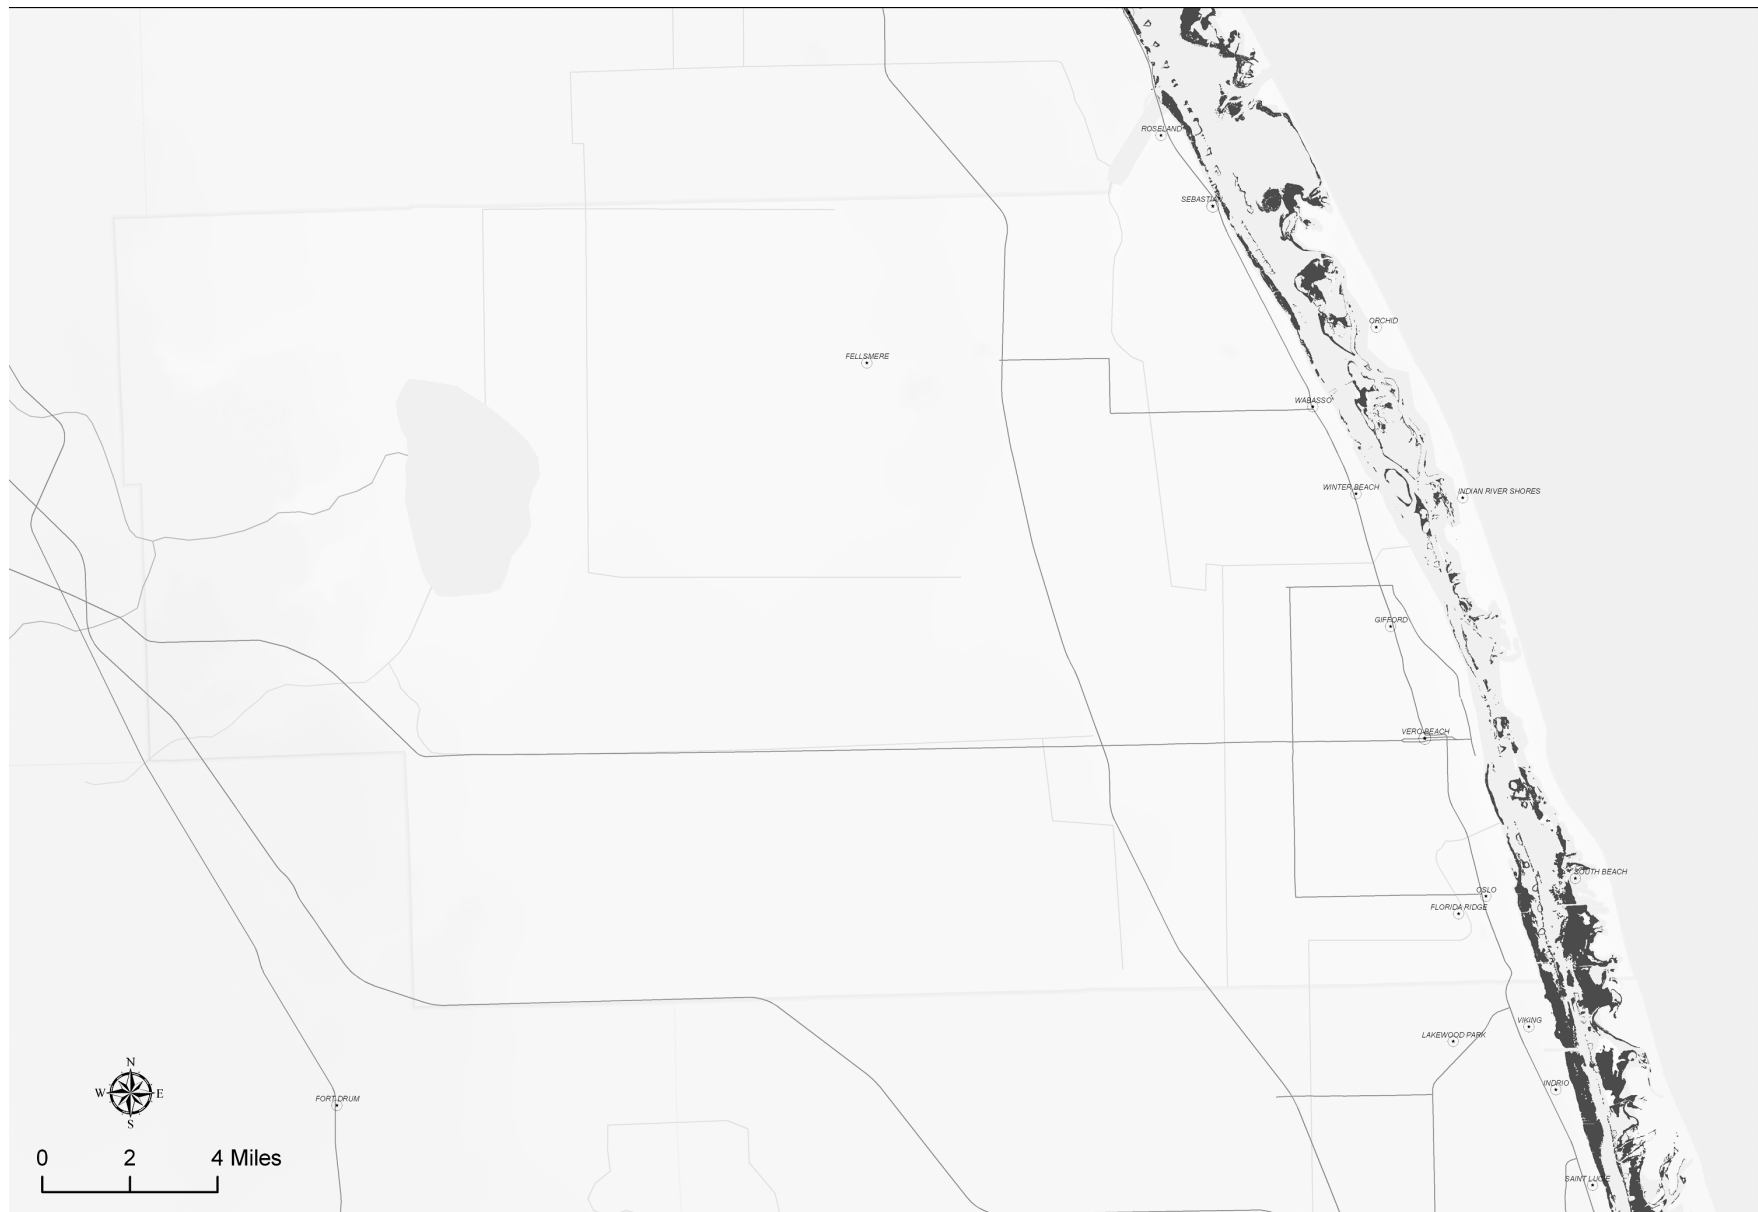 ROSELAND
SEBASTIAN
ORCHID
FELLSMERE
WABASSO
WINTER BEACH
INDIAN RIVER SHORES
GIFFORD
VERO BEACH
SOUTH BEACH
OSLO
FLORIDA RIDGE
VIKING
LAKEWOOD PARK
INDRIO
FORT DRUM
SAINT LUCIE
N
W E
S
0 2 4 Miles